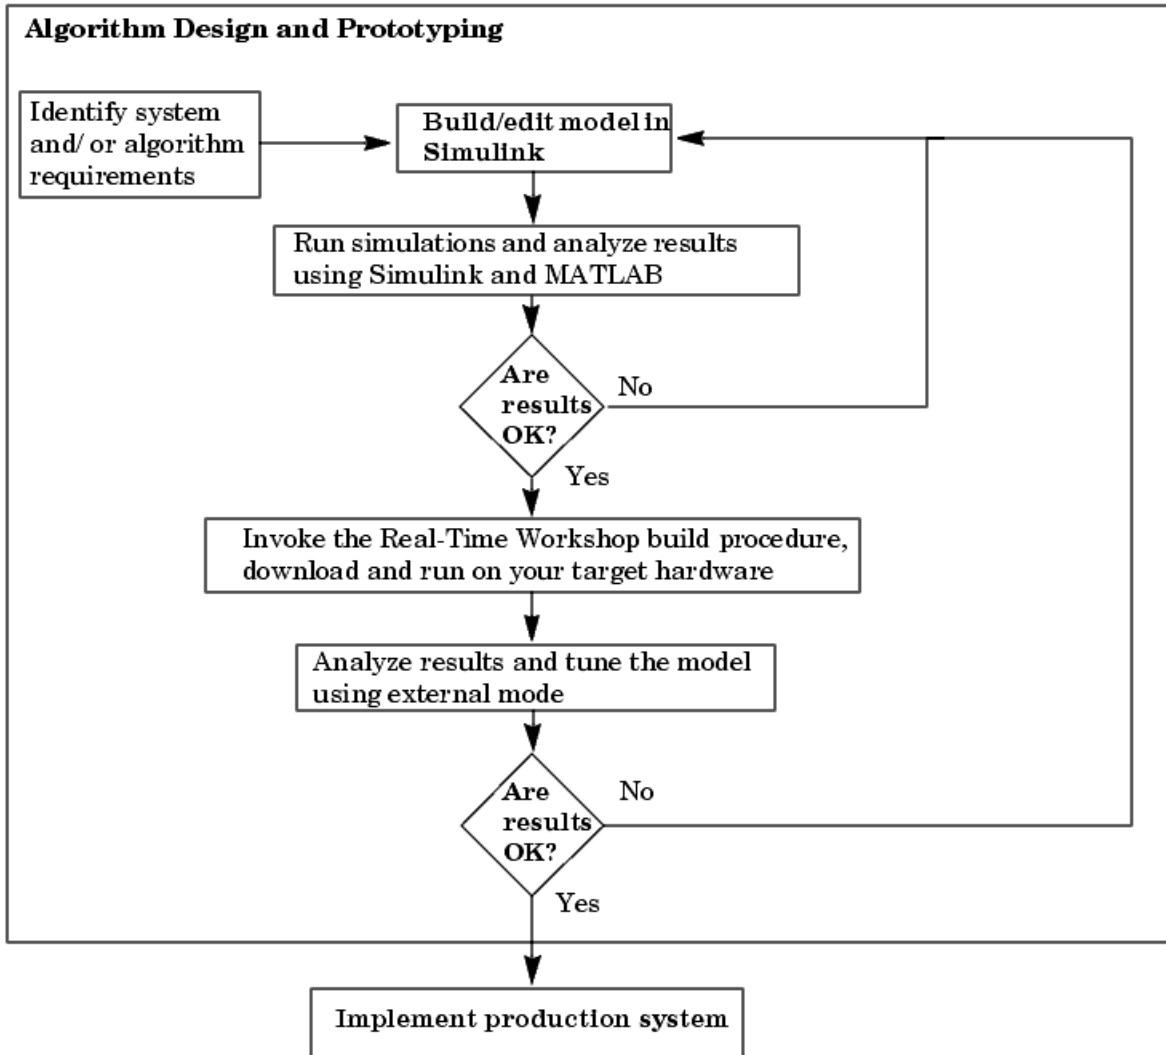 Algorithm Design and Prototyping
Identify system
and/ or algorithm
requirements
Build/edit model in
Simulink
Run simulations and analyze results
using Simulink and MATLAB
Are
results
OK?
No
Yes
Invoke the Real-Time Workshop build procedure,
download and run on your target hardware
Analyze results and tune the model
using external mode
Are
results
OK?
No
Yes
Implement production system